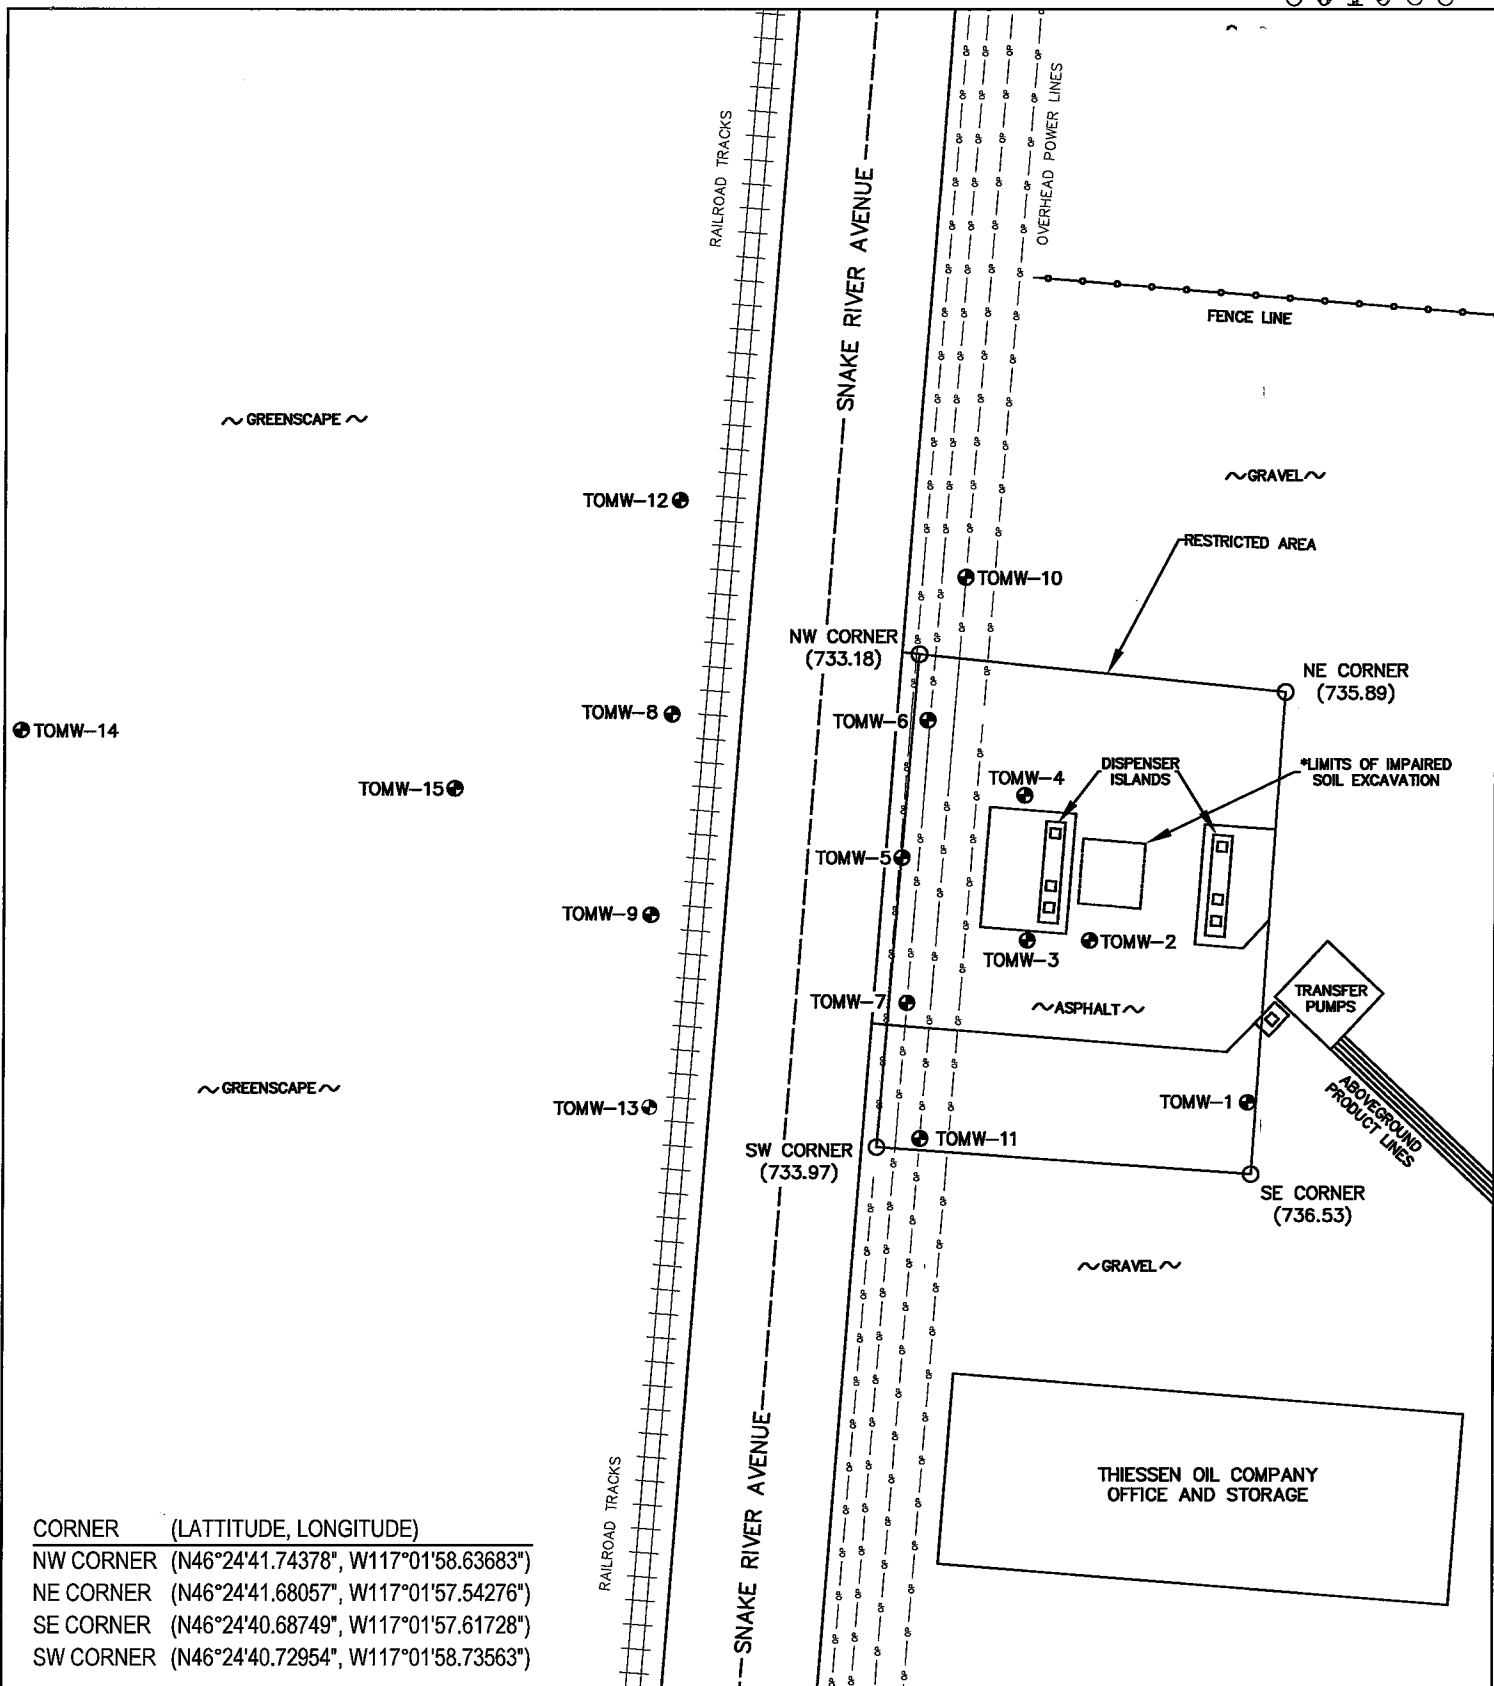 RAILROAD TRACKS
SNAKE RIVER AVENUE
OVERHEAD POWER LINES
FENCE LINE
~ GREENSCAPE ~
~GRAVEL~
TOMW-12
RESTRICTED AREA
TOMW-10
NW CORNER
(733.18)
NE CORNER
(735.89)
TOMW-8
TOMW-6
TOMW-14
TOMW-15
TOMW-4
DISPENSER
ISLANDS
*LIMITS OF IMPAIRED
SOIL EXCAVATION
TOMW-5
TOMW-9
TOMW-3
TOMW-2
TOMW-7
~ASPHALT~
TRANSFER
PUMPS
~GREENSCAPE~
TOMW-13
TOMW-1
ABOVEGROUND
PRODUCT LINES
TOMW-11
SW CORNER
(733.97)
SE CORNER
(736.53)
~GRAVEL~
THIESSEN OIL COMPANY
OFFICE AND STORAGE
SNAKE RIVER AVENUE
RAILROAD TRACKS
CORNER (LATTITUDE, LONGITUDE)
NW CORNER (N46°24'41.74378", W117°01'58.63683")
NE CORNER (N46°24'41.68057", W117°01'57.54276")
SE CORNER (N46°24'40.68749", W117°01'57.61728")
SW CORNER (N46°24'40.72954", W117°01'58.73563")